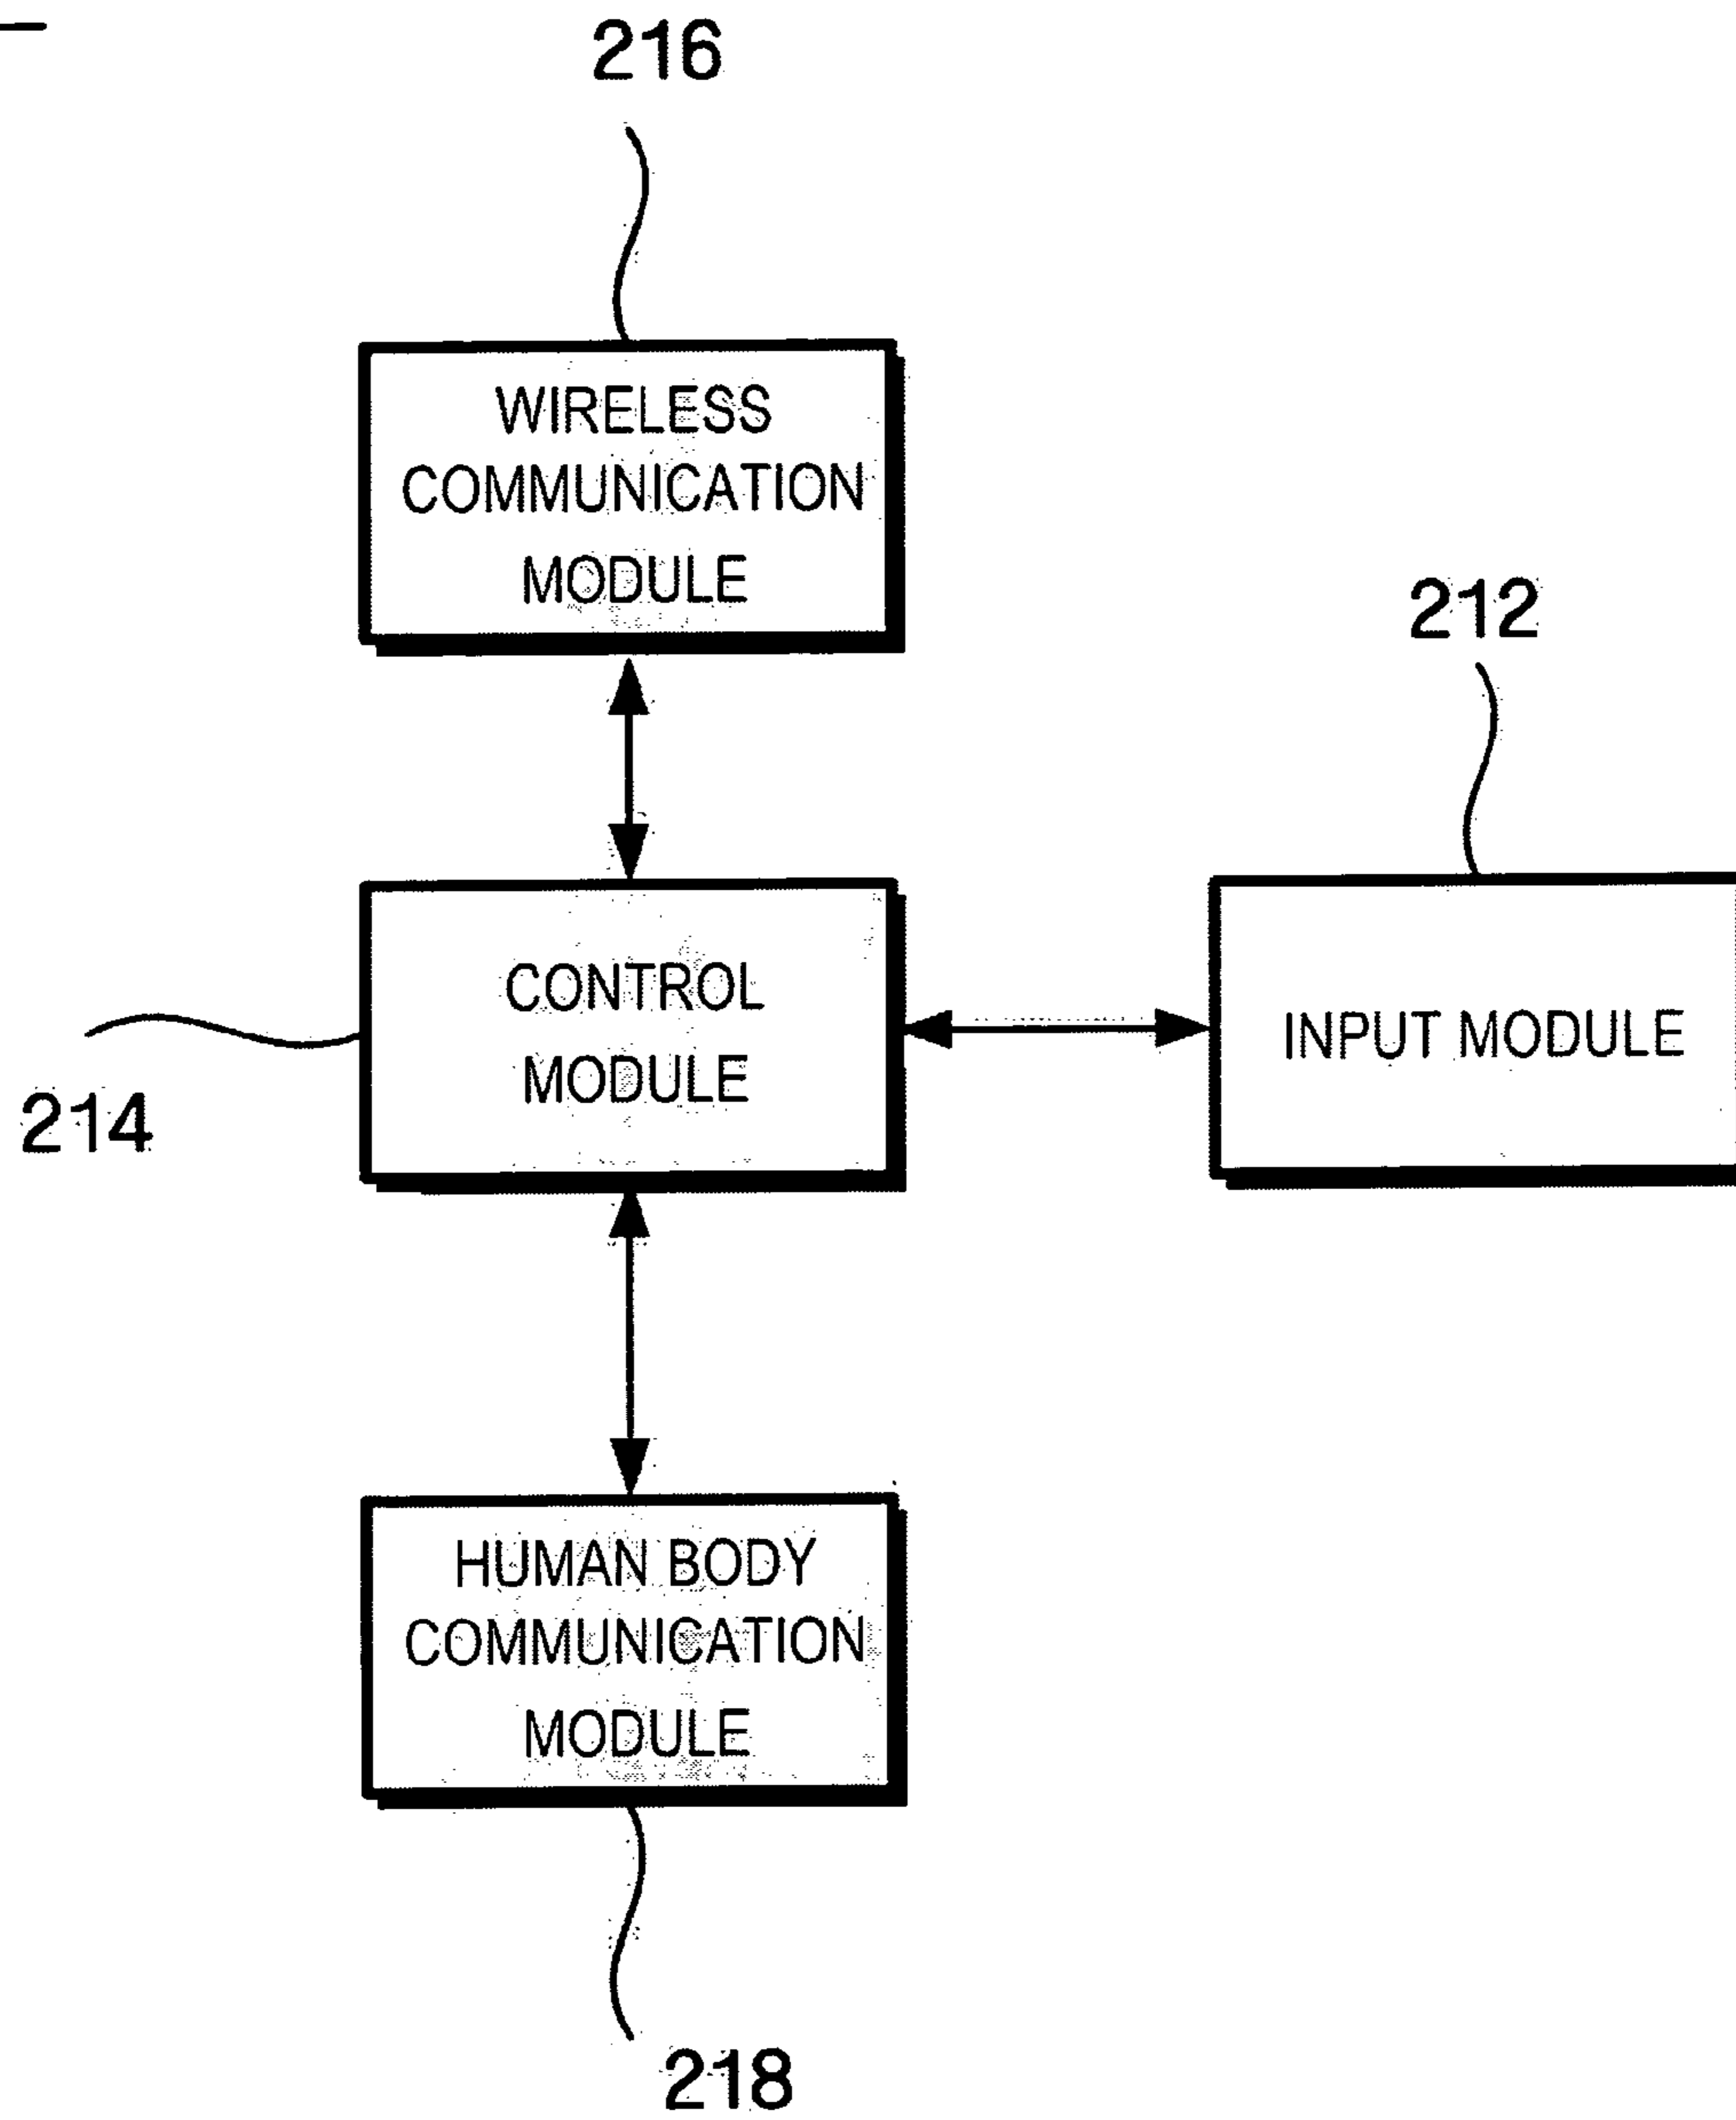 216
WIRELESS
COMMUNICATION
MODULE
212
CONTROL
MODULE
INPUT MODULE
214
HUMAN BODY
COMMUNICATION
MODULE
218